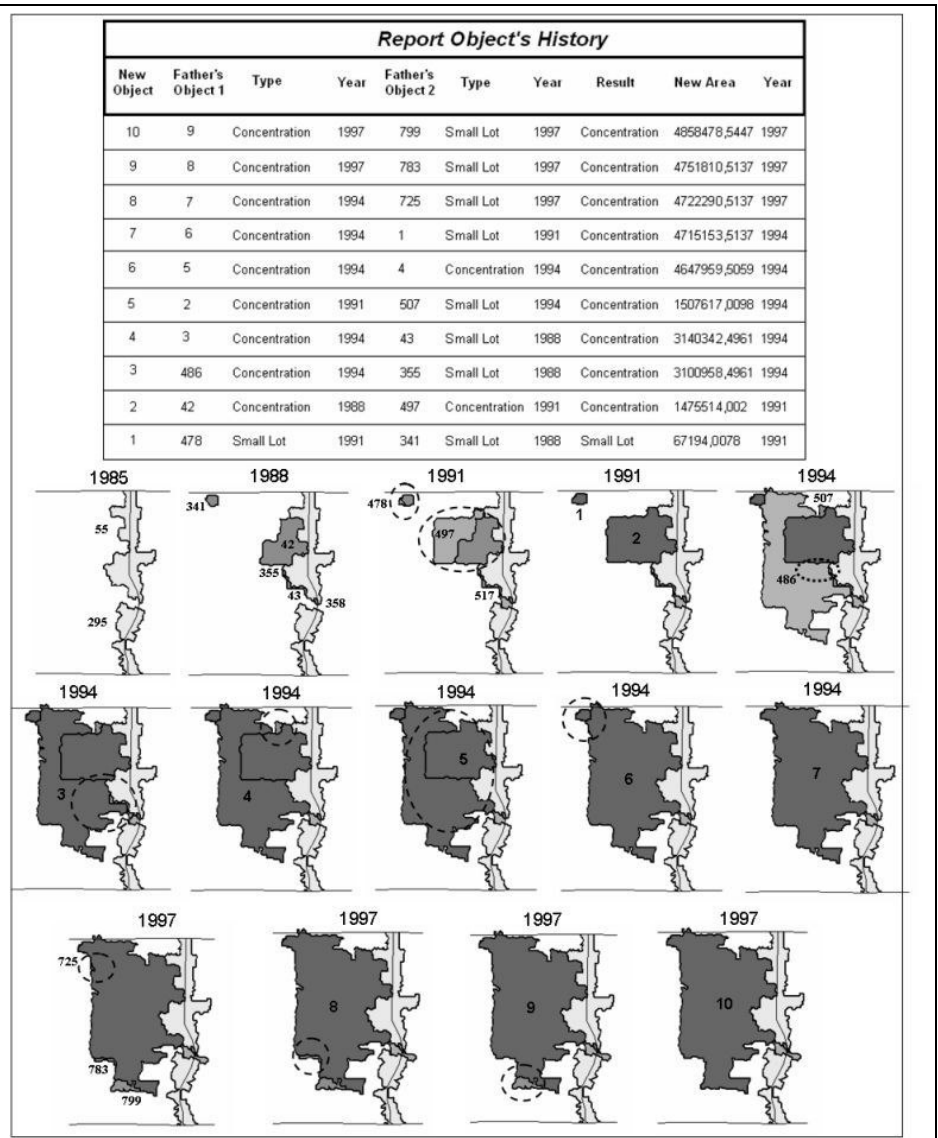 Report Object's History
New Object Father's Object 1 Type Year Father's Object 2 Type Year Result New Area Year
10 9 Concentration 1997 799 Small Lot 1997 Concentration 4858478,5447 1997
9 8 Concentration 1997 783 Small Lot 1997 Concentration 4751810,5137 1997
8 7 Concentration 1994 725 Small Lot 1997 Concentration 4722290,5137 1997
7 6 Concentration 1994 1 Small Lot 1991 Concentration 4715153,5137 1994
6 5 Concentration 1994 4 Concentration 1994 Concentration 4647959,5059 1994
5 2 Concentration 1991 507 Small Lot 1994 Concentration 1507617,0098 1994
4 3 Concentration 1994 43 Small Lot 1988 Concentration 3140342,4961 1994
3 486 Concentration 1994 355 Small Lot 1988 Concentration 3100958,4961 1994
2 42 Concentration 1988 497 Concentration 1991 Concentration 1475514,002 1991
1 478 Small Lot 1991 341 Small Lot 1988 Small Lot 67194,0078 1991
1985 1988 1991 1991 1994
341 478 1 507
55
42 497 2
355 486
43 358 517
295
1994 1994 1994 1994 1994
3 4 5 6 7
1997 1997 1997 1997
725
8 9 10
783
799